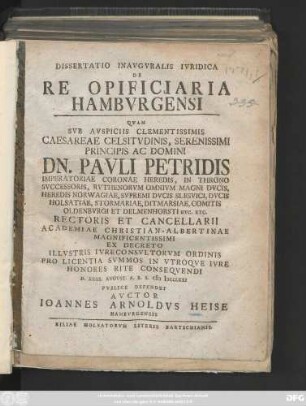 DISSERTATIO INAVGVRALIS IVRIDICA
DE
RE OPIFICIARIA
HAMBVRGENSI
QVAM
SVB AVSPICIIS CLEMENTISSIMIS
CAESAREAE CELSITVDINIS, SERENISSIMI
PRINCIPIS AC DOMINI
DN. PAVLI PETRIDIS
IMPERATORIAE CORONAE HEREDIS, IN THRONO
SVCCESSORIS, RVTHENORVM OMNIVM MAGNI DVCIS,
HEREDIS NORWAGIAE, SVPREMI DVCIS SLESVICI, DVCIS
HOLSATIAE, STORMARIAE, DITMARSIAE, COMITIS
OLDENBVRGI ET DELMENHORSTI ETC. ETC.
RECTORIS ET CANCELLARII
ACADEMIAE CHRISTIAN-ALBERTINAE
MAGNIFICENTISSIMI
EX DECRETO
ILLVSTRIS IVRECONSVLTORVM ORDINIS
PRO LICENTIA SVMMOS IN VTROQVE IVRE
HONORES RITE CONSEQVENDI
PVBLICE DEFENDET
AVCTOR
IOANNES ARNOLDVS HEISE
HAMBVRGENSIS
KILIAE HOLSATORVM LITERIS BARTSCHIANIS